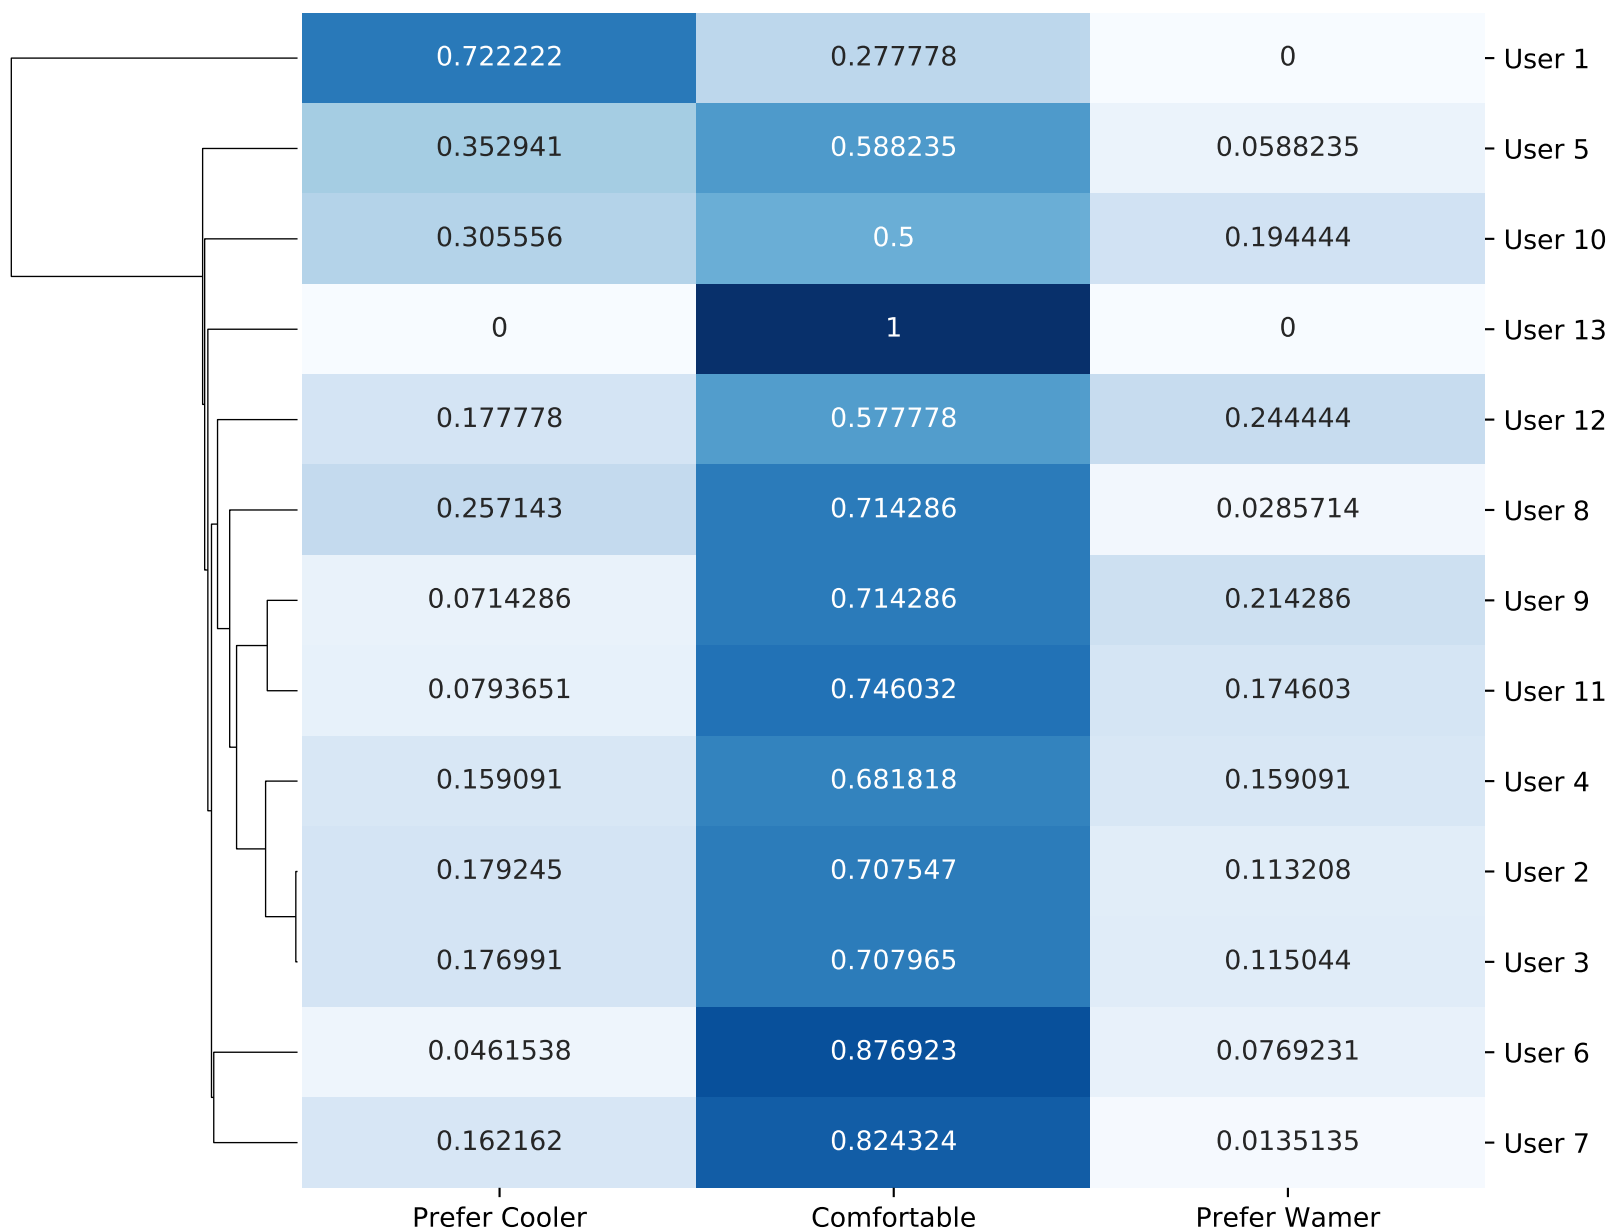 0.722222 0.277778 0 User 1
0.352941 0.588235 0.0588235 User 5
0.305556 0.5 0.194444 User 10
0 1 0 User 13
0.177778 0.577778 0.244444 User 12
0.257143 0.714286 0.0285714 User 8
0.0714286 0.714286 0.214286 User 9
0.0793651 0.746032 0.174603 User 11
0.159091 0.681818 0.159091 User 4
0.179245 0.707547 0.113208 User 2
0.176991 0.707965 0.115044 User 3
0.0461538 0.876923 0.0769231 User 6
0.162162 0.824324 0.0135135 User 7
Prefer Cooler Comfortable Prefer Wamer